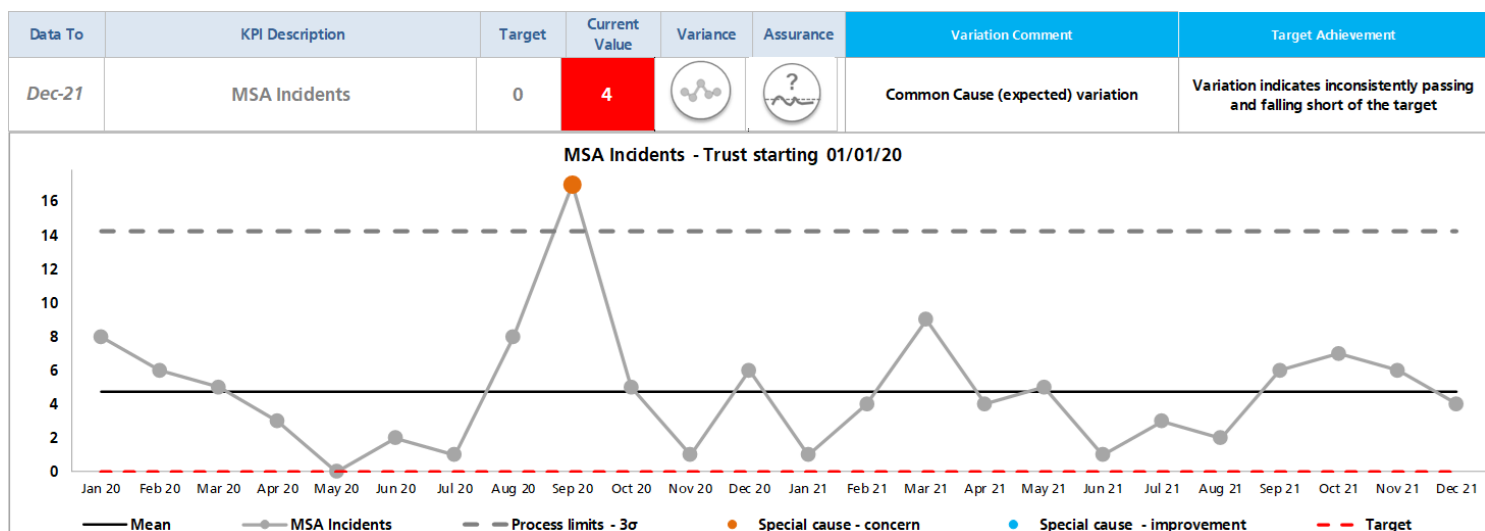 Data To KPI Description Target Current Value Variance Assurance Variation Comment Target Achievement
Dec-21 MSA Incidents 0 4 ? Common Cause (expected) variation Variation indicates inconsistently passing
and falling short of the target
MSA Incidents - Trust starting 01/01/20
16
14
12
10
8
6
4
2
0
Jan 20 Feb 20 Mar 20 Apr 20 May 20 Jun 20 Jul 20 Aug 20 Sep 20 Oct 20 Nov 20 Dec 20 Jan 21 Feb 21 Mar 21 Apr 21 May 21 Jun 21 Jul 21 Aug 21 Sep 21 Oct 21 Nov 21 Dec 21
Mean MSA Incidents Process limits - 3σ Special cause - concern Special cause - improvement Target